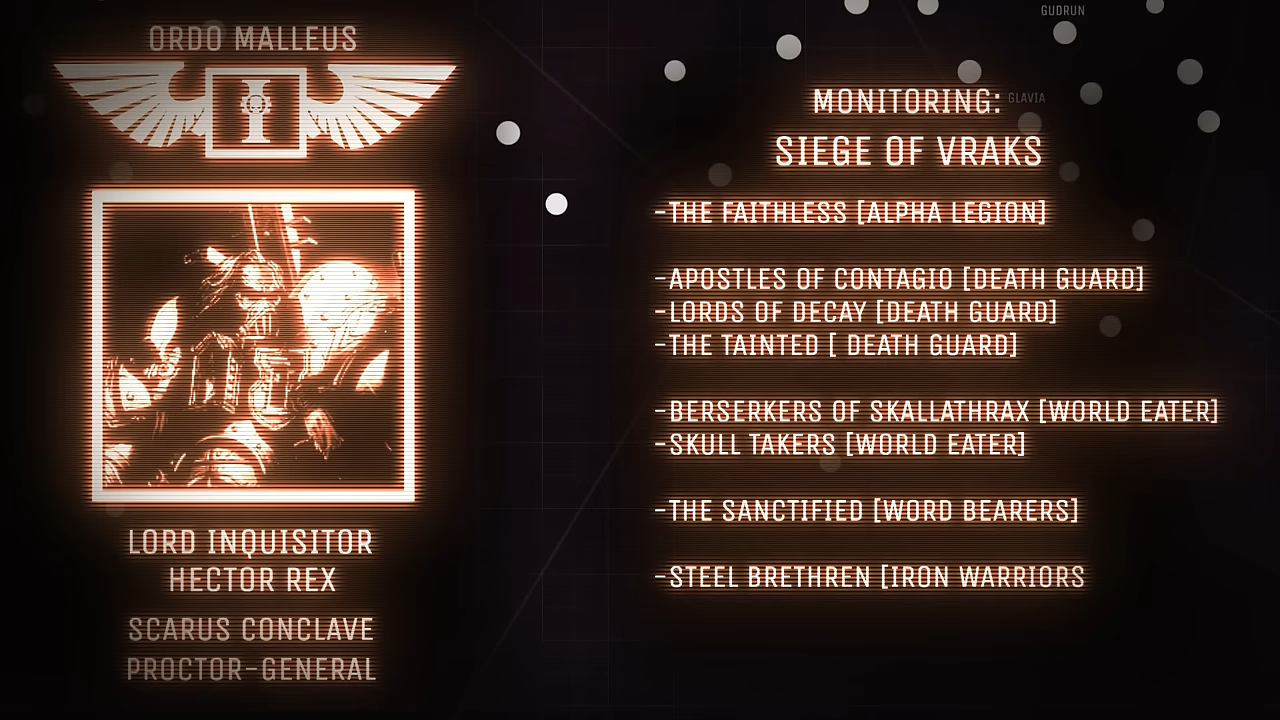 ORDO MALLEUS
I
LORD INQUISITOR
HECTOR REX
SCARUS CONCLAVE
PROCTOR-GENERAL
GUDRUN
GLAVIA
MONITORING:
SIEGE OF VRAKS
-THE FAITHLESS [ALPHA LEGION]
-APOSTLES OF CONTAGIO [DEATH GUARD]
-LORDS OF DECAY [DEATH GUARD]
-THE TAINTED [ DEATH GUARD]
-BERSERKERS OF SKALLATHRAX [WORLD EATER]
-SKULL TAKERS [WORLD EATER]
-THE SANCTIFIED [WORD BEARERS]
-STEEL BRETHREN [IRON WARRIORS